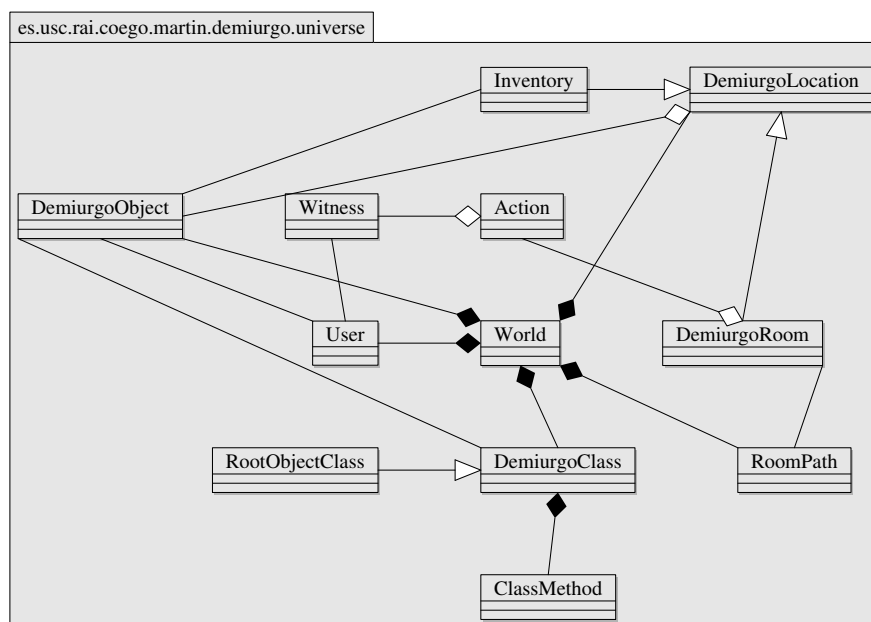 es.usc.rai.coego.martin.demiurgo.universe
Inventory
DemiurgoLocation
DemiurgoObject
Witness
Action
User
World
DemiurgoRoom
RootObjectClass
DemiurgoClass
RoomPath
ClassMethod